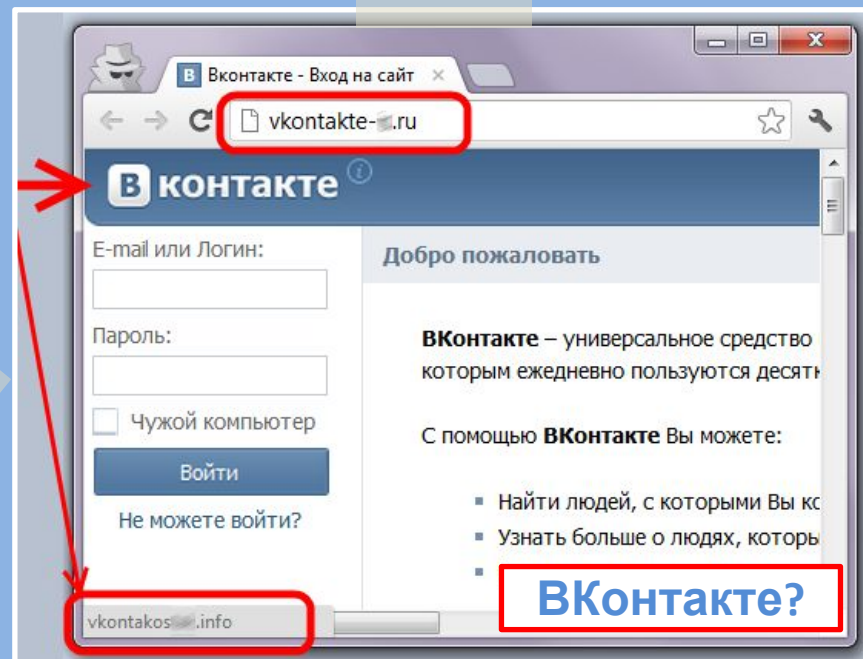 Вконтакте - Вход на сайт
vkontakte- .ru
В контакте
E-mail или Логин:
Пароль:
Чужой компьютер
Войти
Не можете войти?
Добро пожаловать
ВКонтакте – универсальное средство
которым ежедневно пользуются десятк
С помощью ВКонтакте Вы можете:
Найти людей, с которыми Вы кс
Узнать больше о людях, которы
vkontakos .info
ВКонтакте?